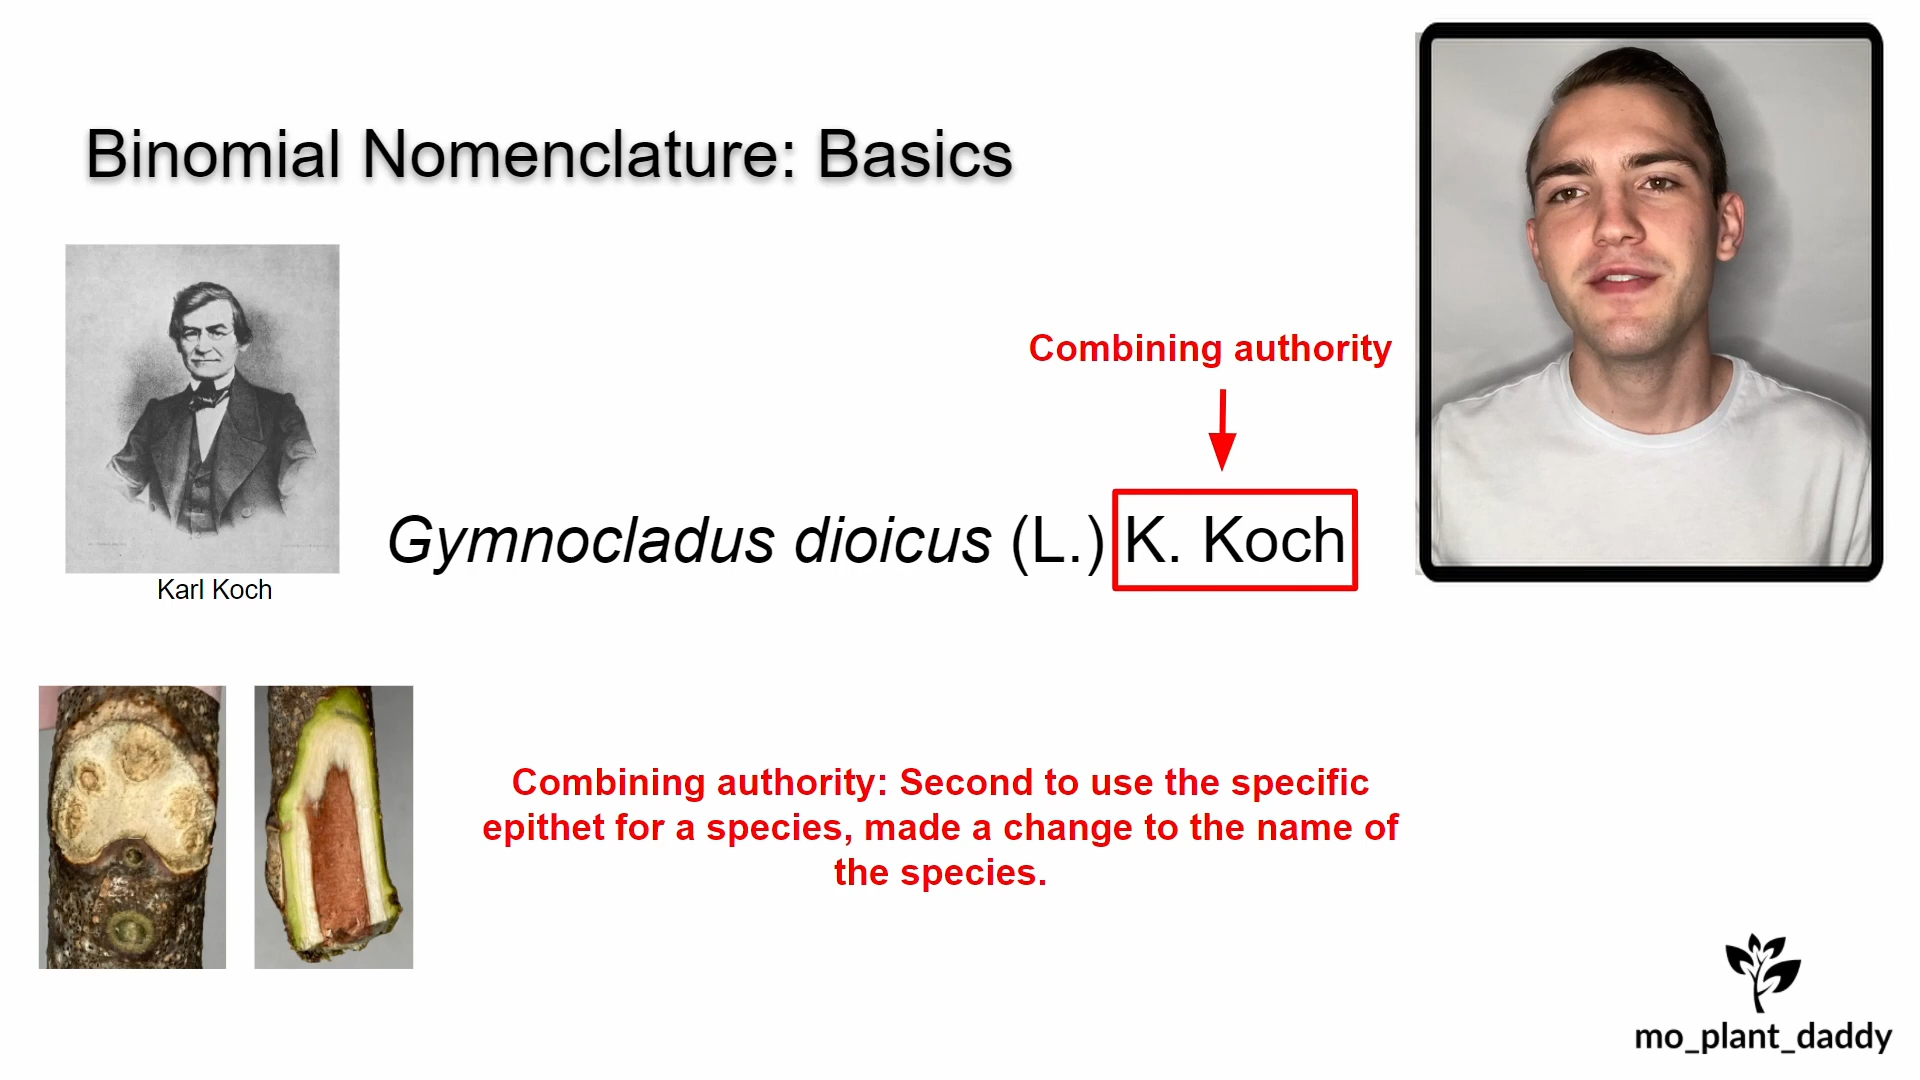 Binomial Nomenclature: Basics
Combining authority
Gymnocladus dioicus (L.) K. Koch
Karl Koch
Combining authority: Second to use the specific
epithet for a species, made a change to the name of
the species.
mo_plant_daddy